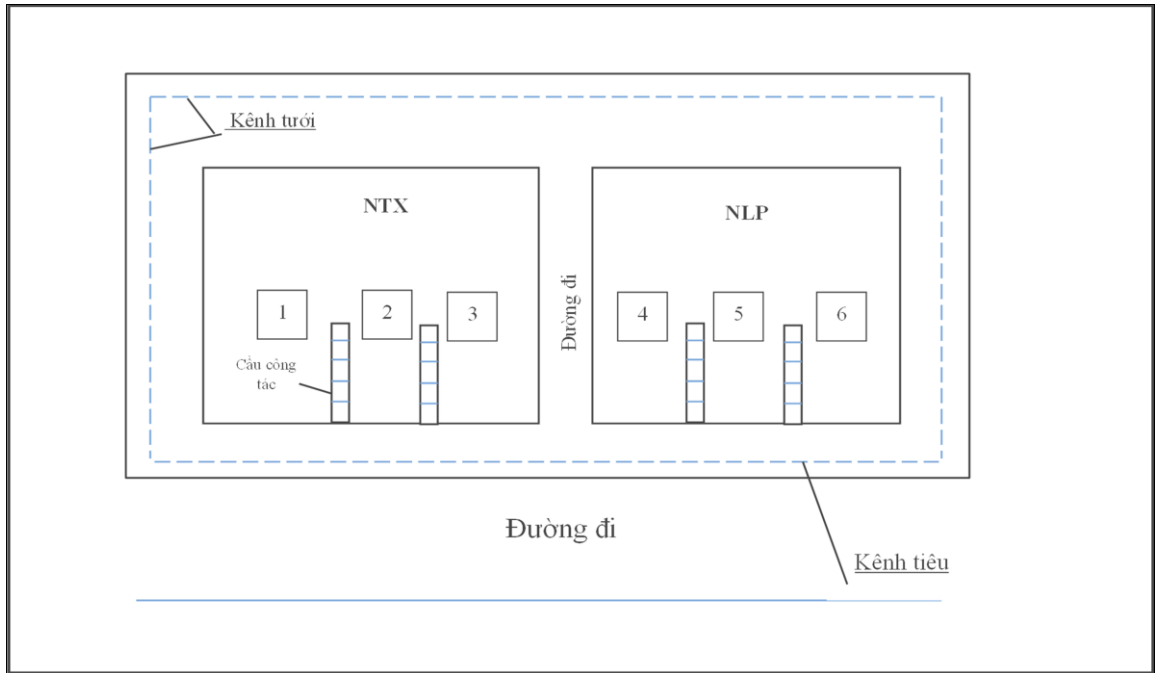 Kênh tưới
NTX
NLP
1
2
3
Đường đi
4
5
6
Cầu công
tác
Đường đi
Kênh tiêu